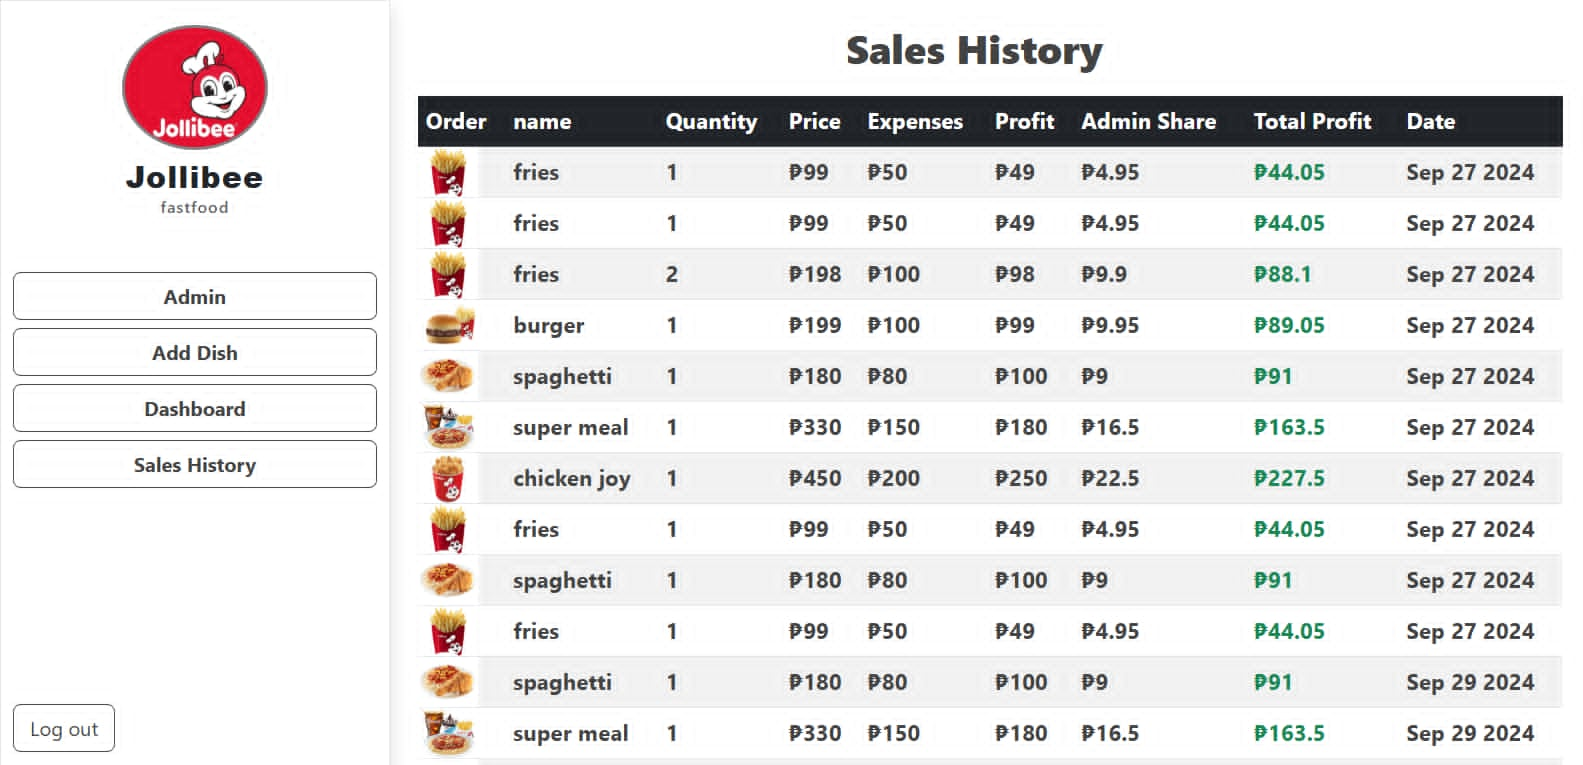 Jollibee
Jollibee
fastfood
Admin
Add Dish
Dashboard
Sales History
Log out
Sales History
Order name Quantity Price Expenses Profit Admin Share Total Profit Date
fries 1 ₱99 ₱50 ₱49 ₱4.95 ₱44.05 Sep 27 2024
fries 1 ₱99 ₱50 ₱49 ₱4.95 ₱44.05 Sep 27 2024
fries 2 ₱198 ₱100 ₱98 ₱9.9 ₱88.1 Sep 27 2024
burger 1 ₱199 ₱100 ₱99 ₱9.95 ₱89.05 Sep 27 2024
spaghetti 1 ₱180 ₱80 ₱100 ₱9 ₱91 Sep 27 2024
super meal 1 ₱330 ₱150 ₱180 ₱16.5 ₱163.5 Sep 27 2024
chicken joy 1 ₱450 ₱200 ₱250 ₱22.5 ₱227.5 Sep 27 2024
fries 1 ₱99 ₱50 ₱49 ₱4.95 ₱44.05 Sep 27 2024
spaghetti 1 ₱180 ₱80 ₱100 ₱9 ₱91 Sep 27 2024
fries 1 ₱99 ₱50 ₱49 ₱4.95 ₱44.05 Sep 27 2024
spaghetti 1 ₱180 ₱80 ₱100 ₱9 ₱91 Sep 29 2024
super meal 1 ₱330 ₱150 ₱180 ₱16.5 ₱163.5 Sep 29 2024